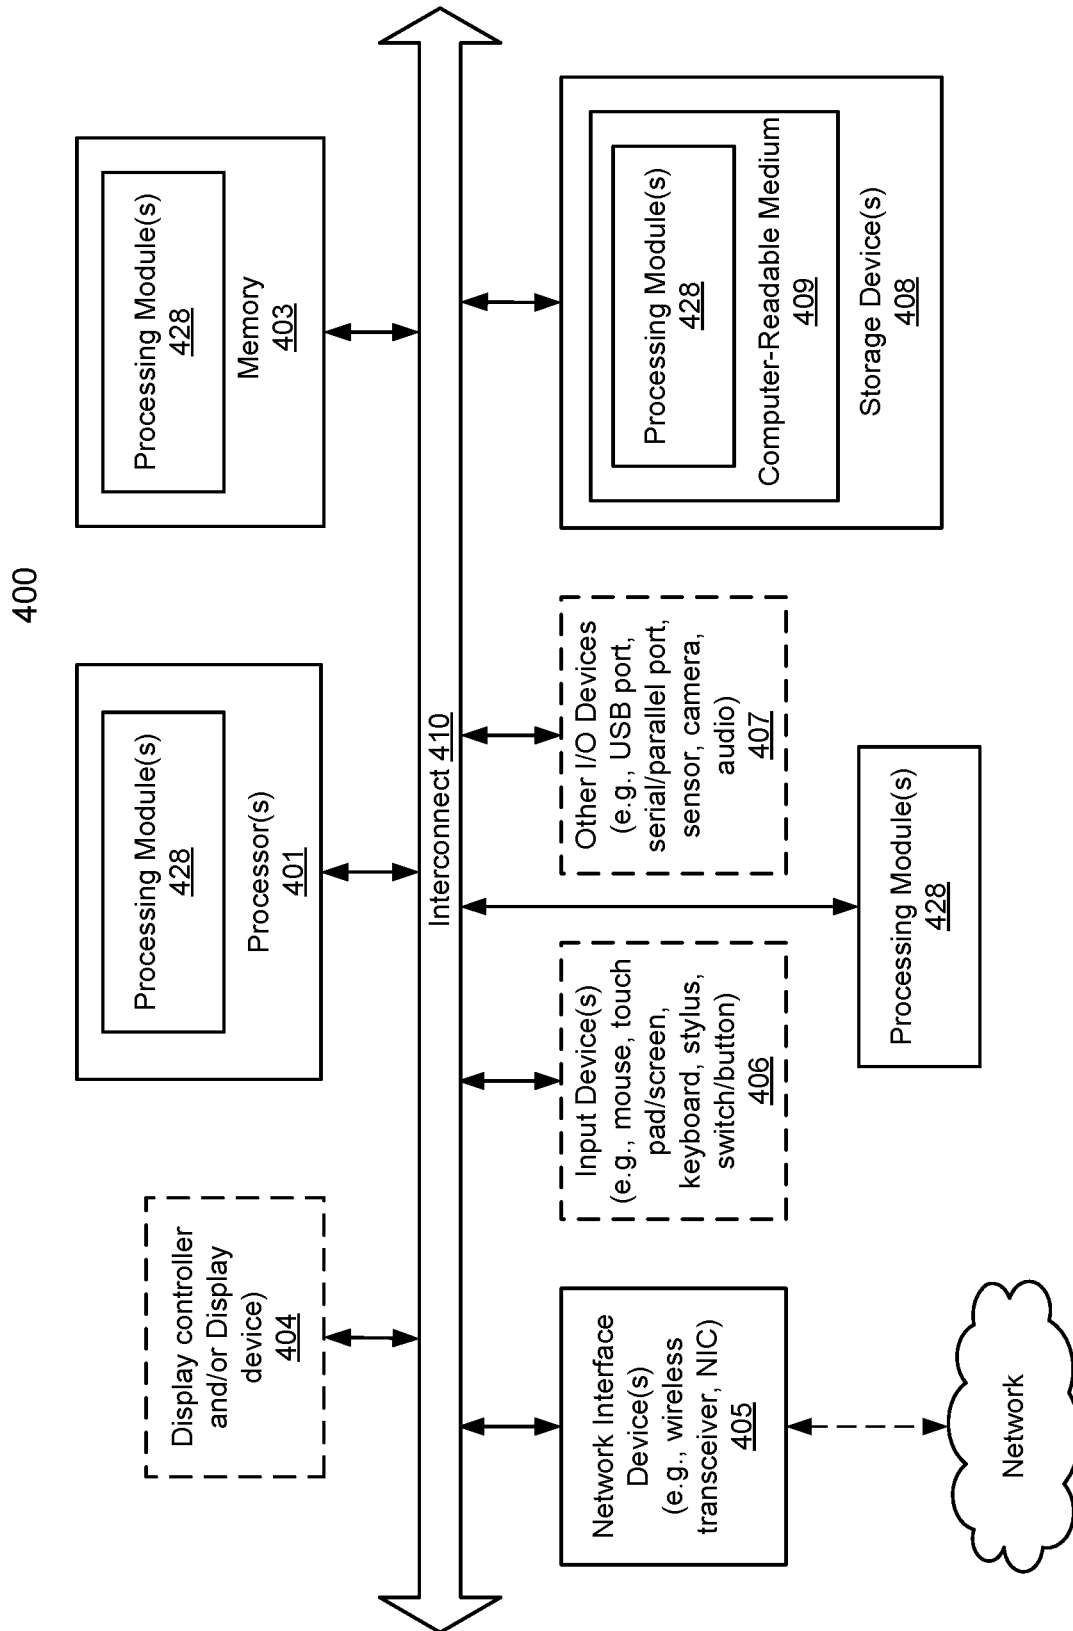 400
Display controller
and/or Display
device)
404
Processing Module(s)
428
Processor(s)
401
Processing Module(s)
428
Memory
403
Interconnect 410
Network Interface
Device(s)
(e.g., wireless
transceiver, NIC)
405
Input Device(s)
(e.g., mouse, touch
pad/screen,
keyboard, stylus,
switch/button)
406
Other I/O Devices
(e.g., USB port,
serial/parallel port,
sensor, camera,
audio)
407
Processing Module(s)
428
Computer-Readable Medium
409
Storage Device(s)
408
Processing Module(s)
428
Network